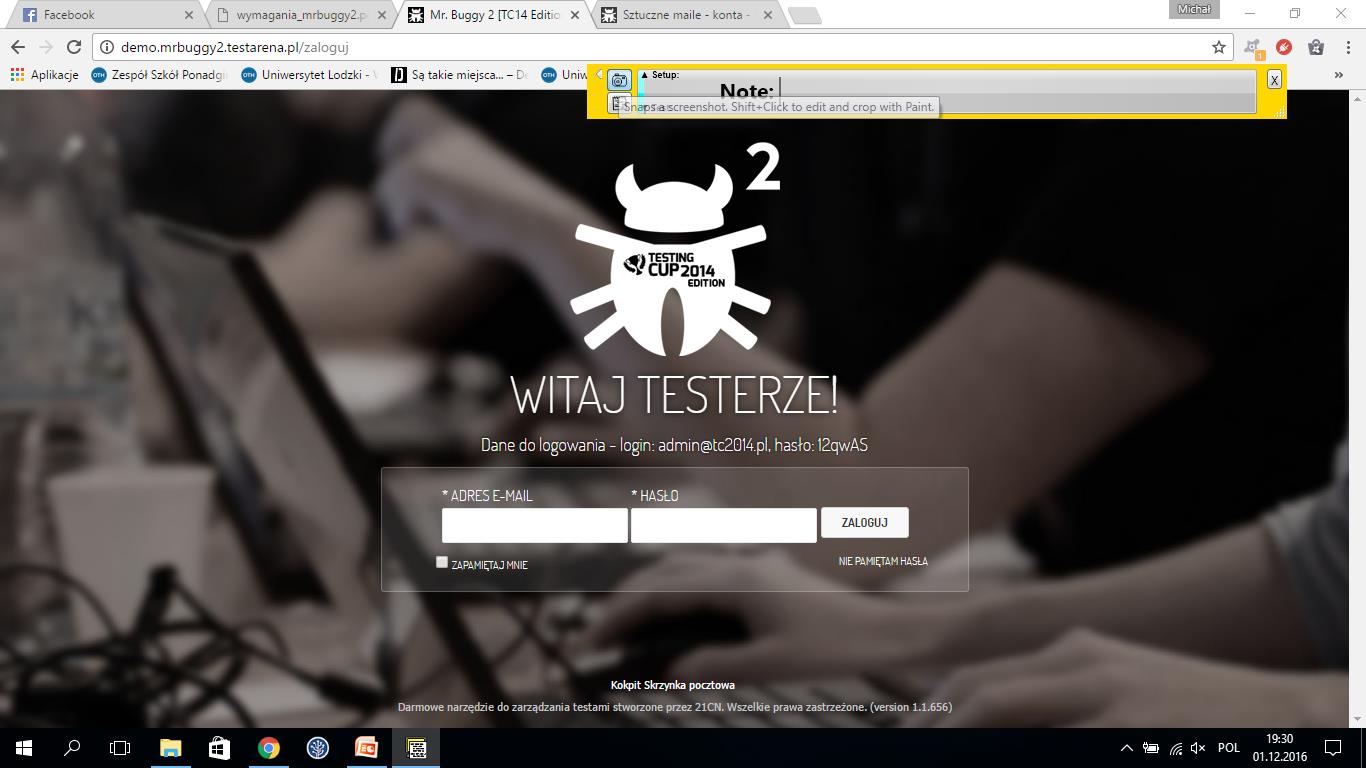 Michał
Facebook
wymagania_mrbuggy2.p
Mr. Buggy 2 [TC14 Editio
Sztuczne maile - konta -
demo.mrbuggy2.testarena.pl/zaloguj
1
Aplikacje
Zespół Szkół Ponadgi
Uniwersytet Lodzki - 
Są takie miejsca... – De
Uniw
»
Setup:
Note:
X
Snaps a screenshot. Shift+Click to edit and crop with Paint.
2
TESTING
CUP 2014
EDITION
WITAJ TESTERZE!
Dane do logowania - login: admin@tc2014.pl, hasło: 12qwAS
* ADRES E-MAIL
* HASŁO
ZALOGUJ
ZAPAMIĘTAJ MNIE
NIE PAMIĘTAM HASŁA
Kokpit Skrzynka pocztowa
Darmowe narzędzie do zarządzania testami stworzone przez 21CN. Wszelkie prawa zastrzeżone. (version 1.1.656)
POL
19:30
01.12.2016